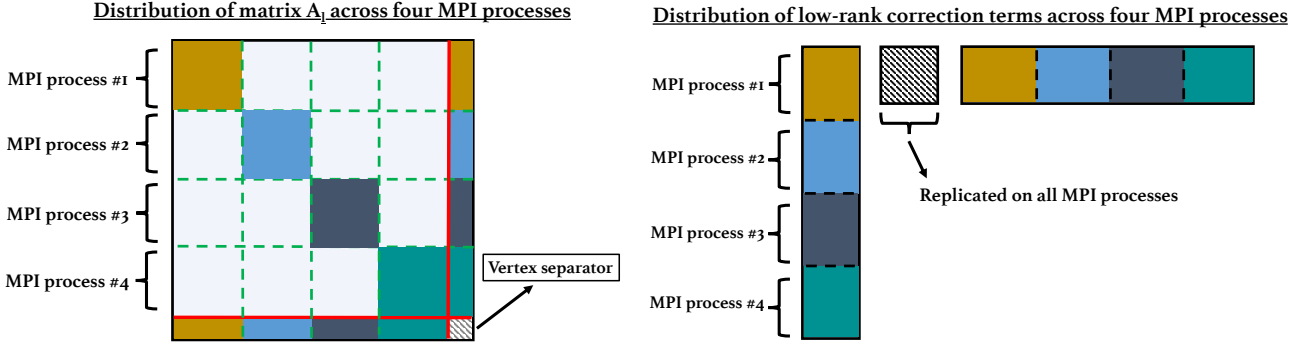 Distribution of matrix A_l across four MPI processes
MPI process #1
MPI process #2
MPI process #3
MPI process #4
Vertex separator
Distribution of low-rank correction terms across four MPI processes
MPI process #1
MPI process #2
MPI process #3
MPI process #4
Replicated on all MPI processes